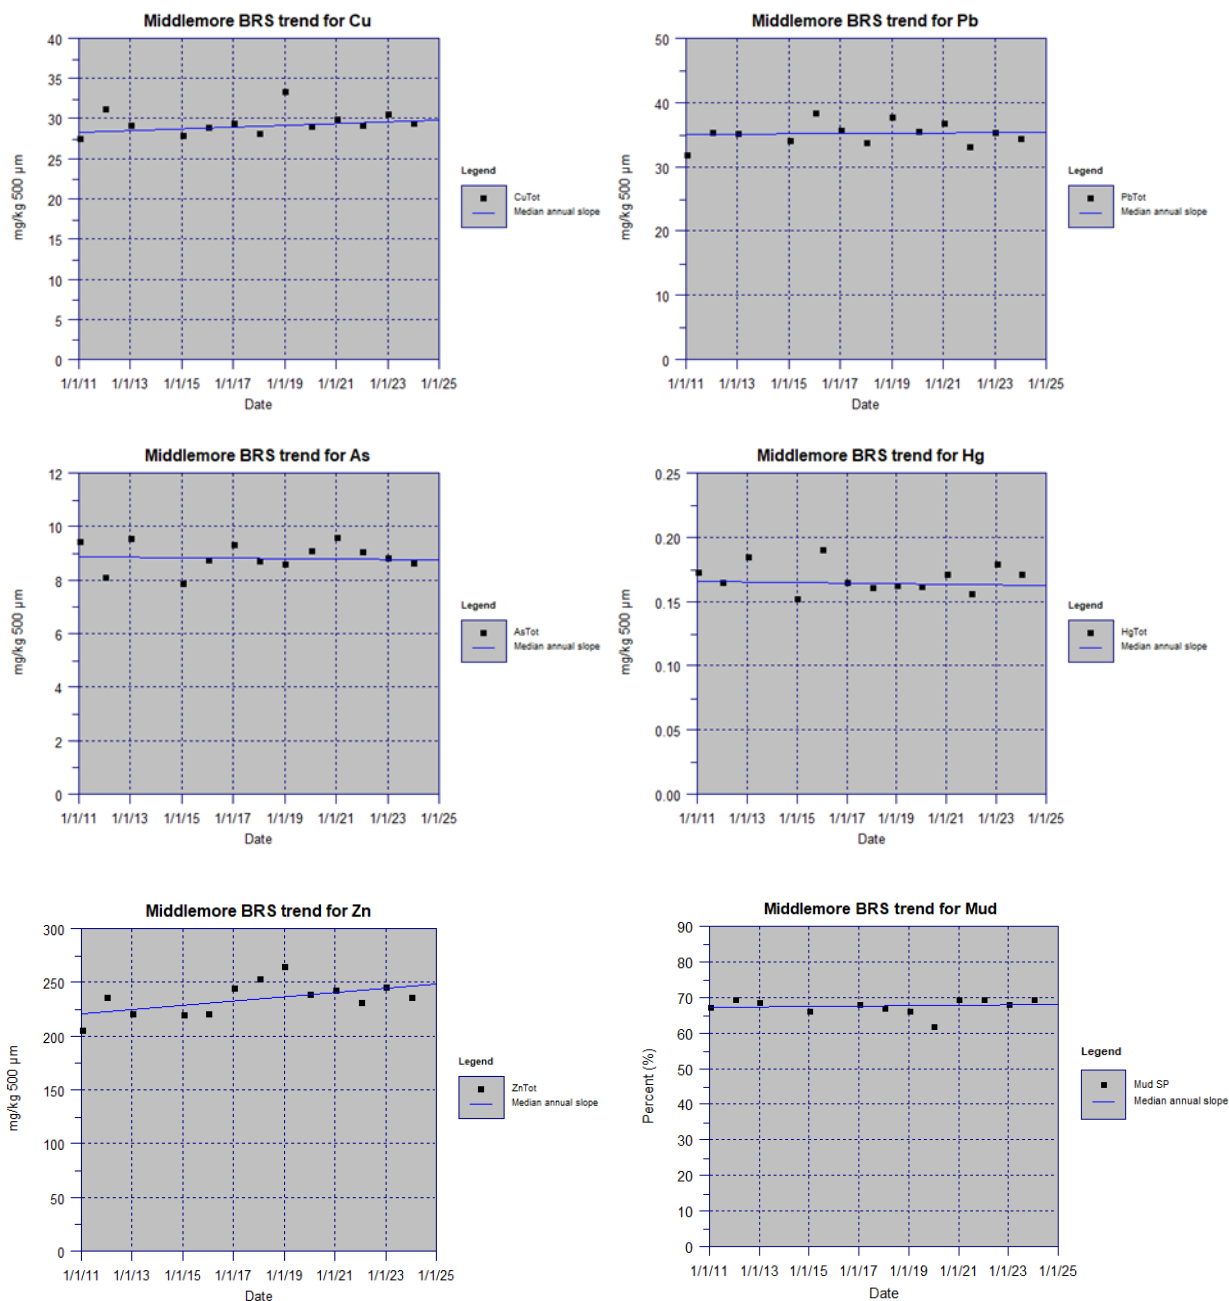 Middlemore BRS trend for Cu
40
35
30
25
20
15
10
5
0
mg/kg 500 µm
1/1/11 1/1/13 1/1/15 1/1/17 1/1/19 1/1/21 1/1/23 1/1/25
Date
Legend
CuTot
Median annual slope
Middlemore BRS trend for Pb
50
40
30
20
10
0
mg/kg 500 µm
1/1/11 1/1/13 1/1/15 1/1/17 1/1/19 1/1/21 1/1/23 1/1/25
Date
Legend
PbTot
Median annual slope
Middlemore BRS trend for As
12
10
8
6
4
2
0
mg/kg 500 µm
1/1/11 1/1/13 1/1/15 1/1/17 1/1/19 1/1/21 1/1/23 1/1/25
Date
Legend
AsTot
Median annual slope
Middlemore BRS trend for Hg
0.25
0.20
0.15
0.10
0.05
0.00
mg/kg 500 µm
1/1/11 1/1/13 1/1/15 1/1/17 1/1/19 1/1/21 1/1/23 1/1/25
Date
Legend
HgTot
Median annual slope
Middlemore BRS trend for Zn
300
250
200
150
100
50
0
mg/kg 500 µm
1/1/11 1/1/13 1/1/15 1/1/17 1/1/19 1/1/21 1/1/23 1/1/25
Date
Legend
ZnTot
Median annual slope
Middlemore BRS trend for Mud
90
80
70
60
50
40
30
20
10
0
Percent (%)
1/1/11 1/1/13 1/1/15 1/1/17 1/1/19 1/1/21 1/1/23 1/1/25
Date
Legend
Mud SP
Median annual slope